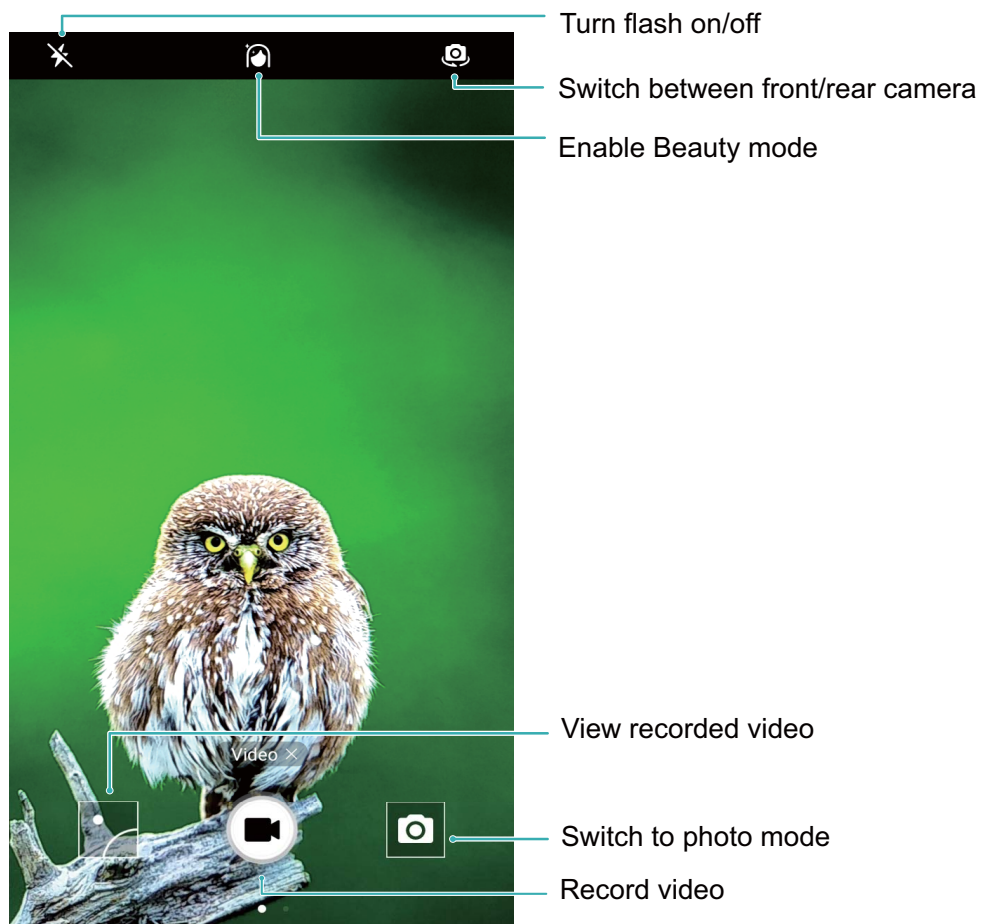 Turn flash on/off
Switch between front/rear camera
Enable Beauty mode
View recorded video
Video ×
Switch to photo mode
Record video